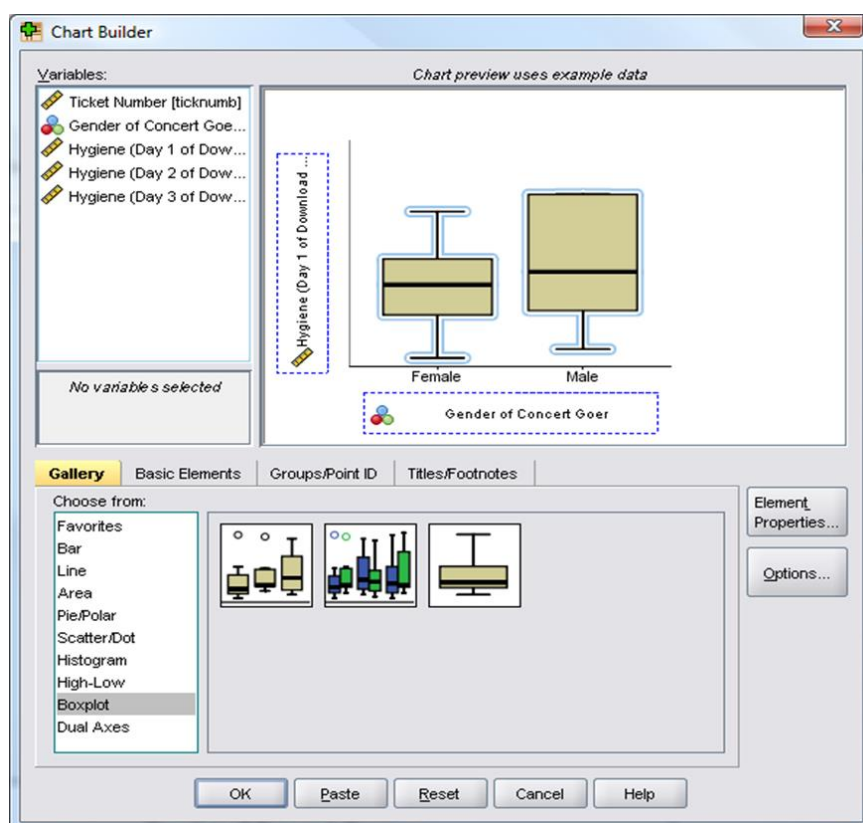 Chart Builder
Variables:
Ticket Number [ticknumb]
Gender of Concert Goe...
Hygiene (Day 1 of Dow...
Hygiene (Day 2 of Dow...
Hygiene (Day 3 of Dow...
No variables selected
Chart preview uses example data
Hygiene (Day 1 of Download ...
Female
Male
Gender of Concert Goer
Gallery
Basic Elements
Groups/Point ID
Titles/Footnotes
Choose from:
Favorites
Bar
Line
Area
Pie/Polar
Scatter/Dot
Histogram
High-Low
Boxplot
Dual Axes
Element
Properties...
Options...
OK
Paste
Reset
Cancel
Help